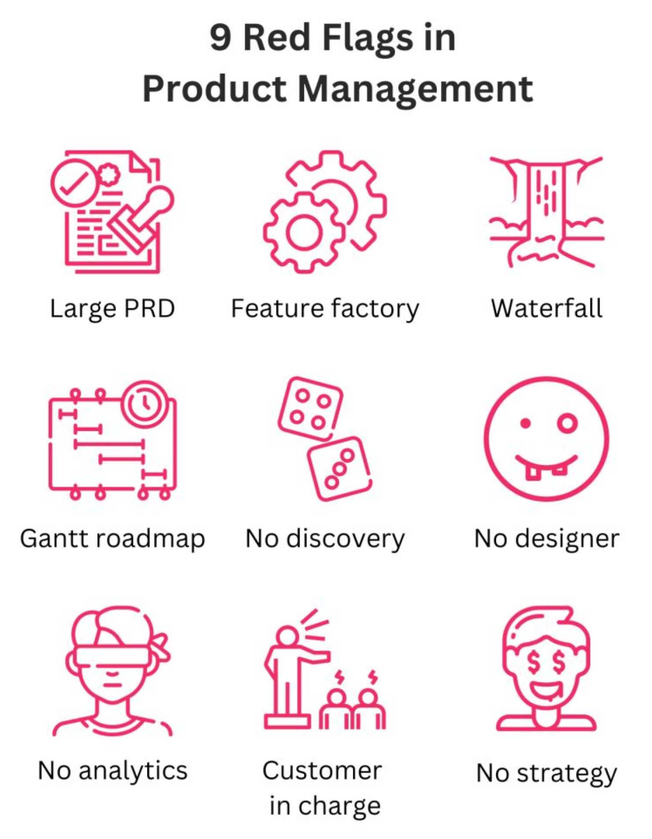 9 Red Flags in
Product Management
Large PRD
Feature factory
Waterfall
Gantt roadmap
No discovery
No designer
No analytics
Customer
in charge
No strategy